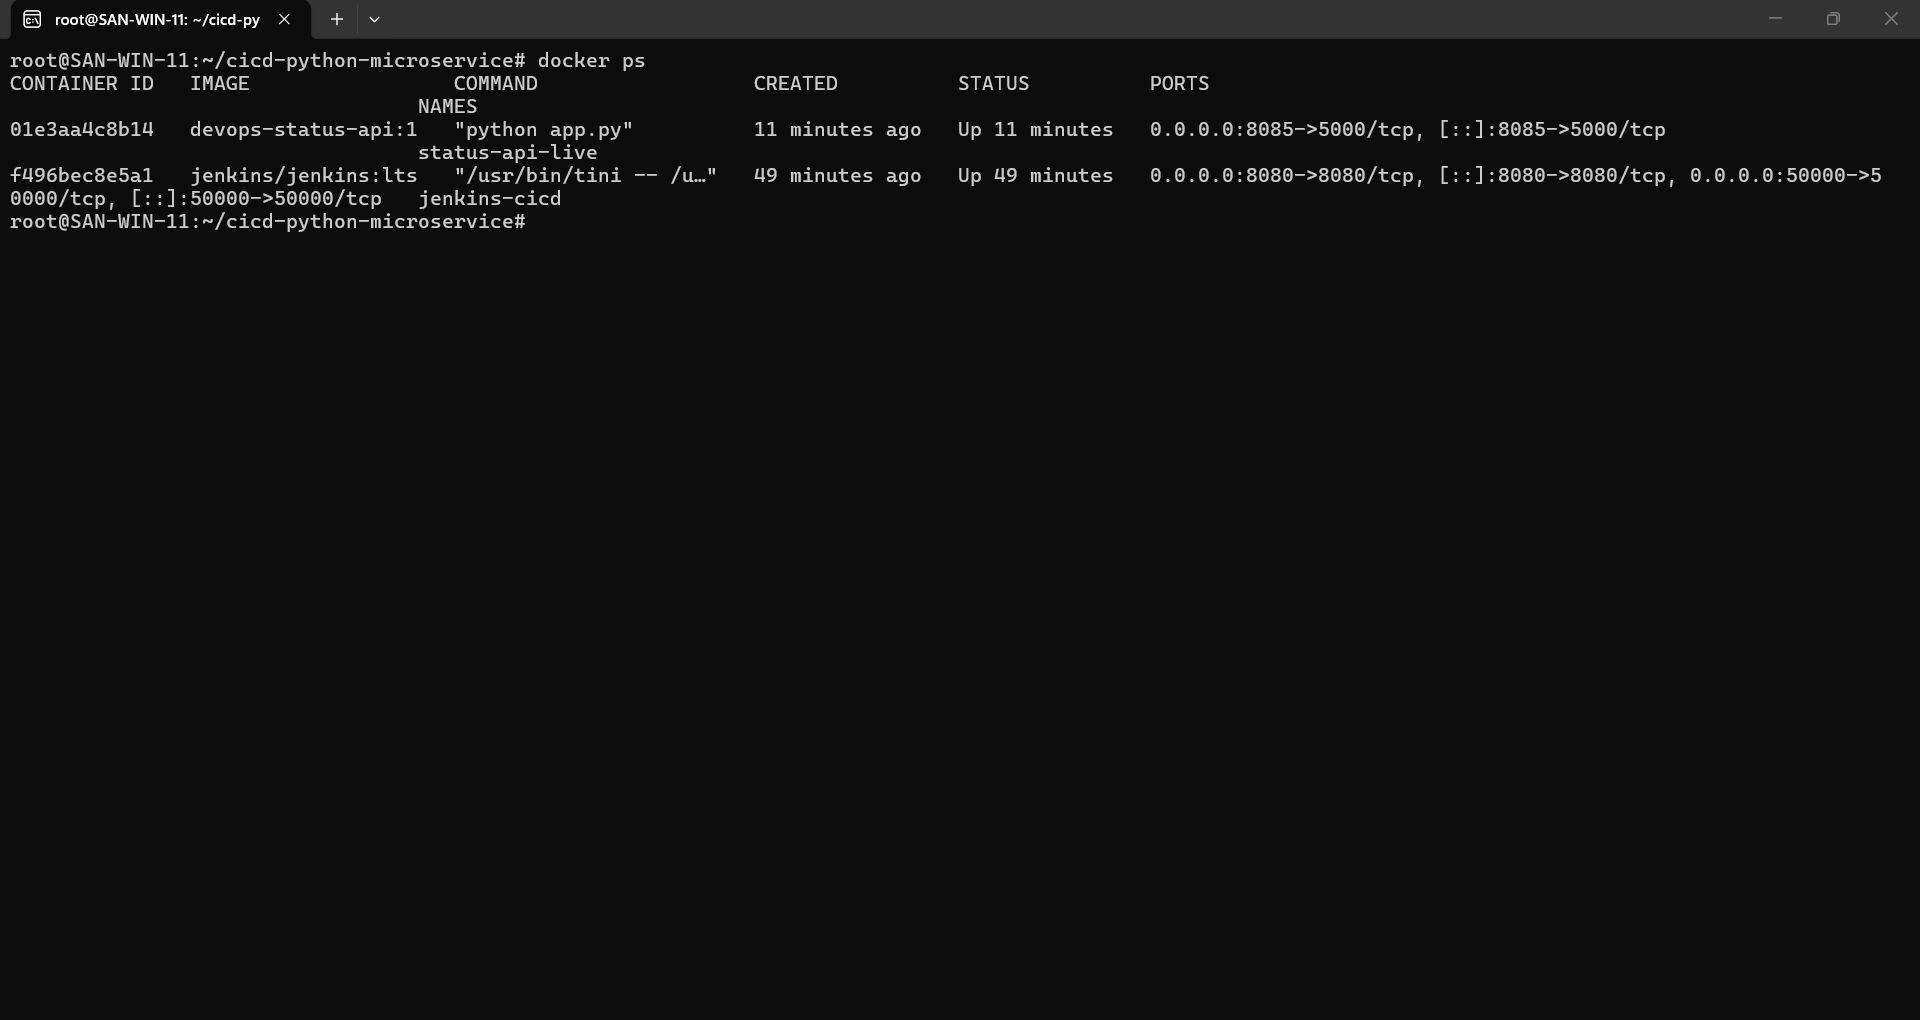 root@SAN-WIN-11: ~/cicd-py
root@SAN-WIN-11:~/cicd-python-microservice# docker ps
CONTAINER ID   IMAGE                 COMMAND                  CREATED          STATUS          PORTS
                                  NAMES
01e3aa4c8b14   devops-status-api:1   "python app.py"          11 minutes ago   Up 11 minutes   0.0.0.0:8085->5000/tcp, [::]:8085->5000/tcp
                                  status-api-live
f496bec8e5a1   jenkins/jenkins:lts   "/usr/bin/tini -- /u…"   49 minutes ago   Up 49 minutes   0.0.0.0:8080->8080/tcp, [::]:8080->8080/tcp, 0.0.0.0:50000->5
0000/tcp, [::]:50000->50000/tcp   jenkins-cicd
root@SAN-WIN-11:~/cicd-python-microservice#